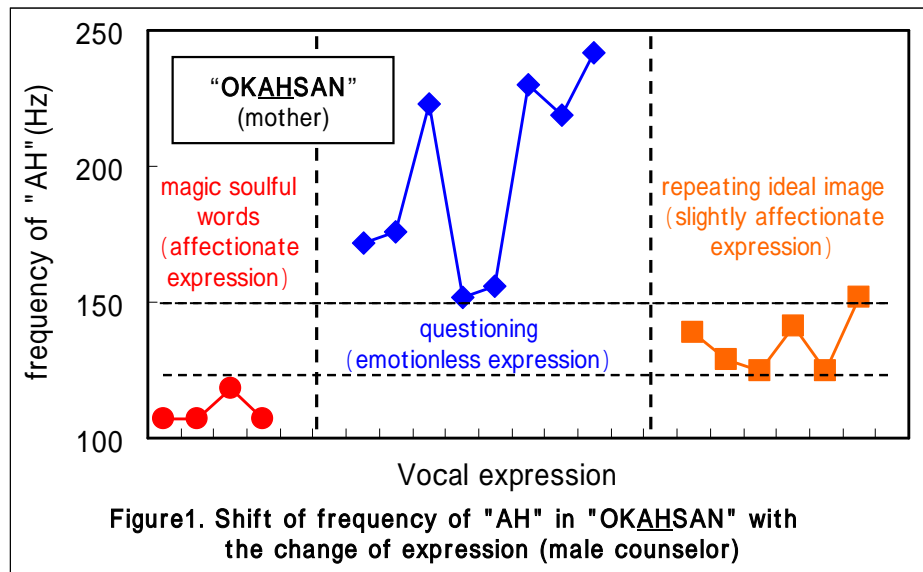 250
200
150
100
frequency of "AH"(Hz)
“OKAHSAN”
(mother)
magic soulful
words
(affectionate
expression)
questioning
(emotionless expression)
repeating ideal image
(slightly affectionate
expression)
Vocal expression
Figure1. Shift of frequency of "AH" in "OKAHSAN" with
the change of expression (male counselor)